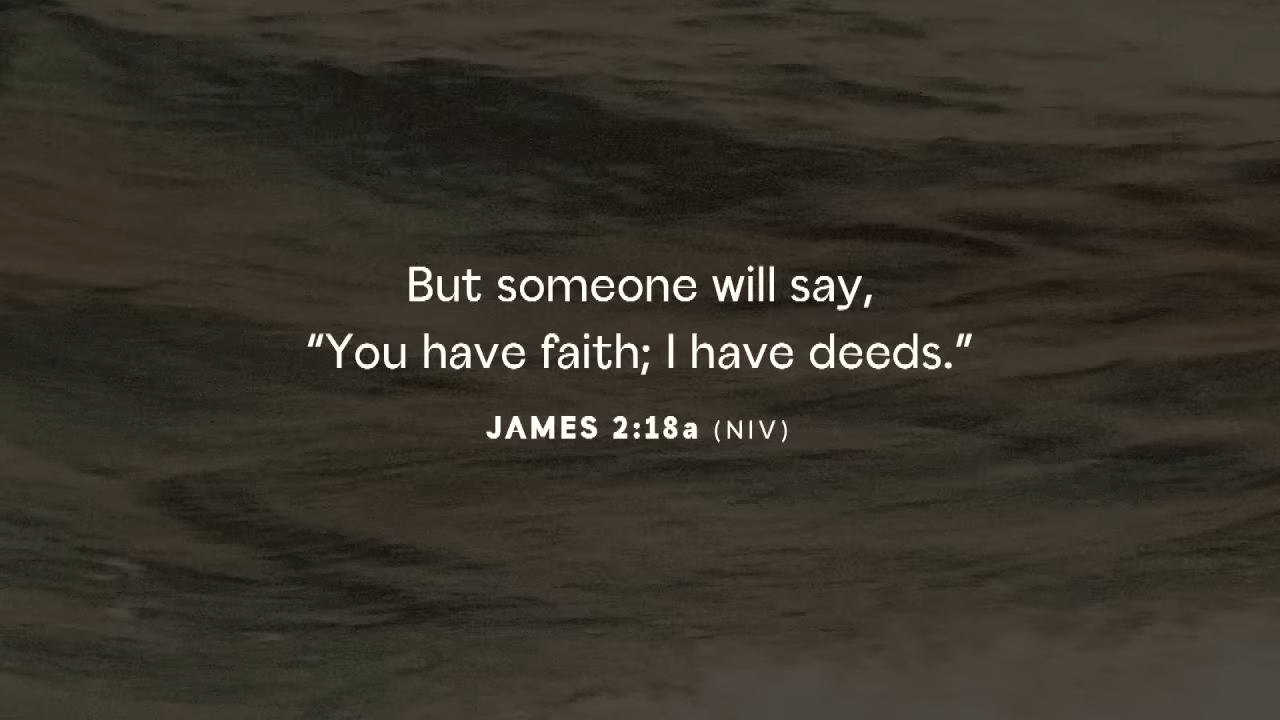 But someone will say,
“You have faith; I have deeds.”
JAMES 2:18a (NIV)